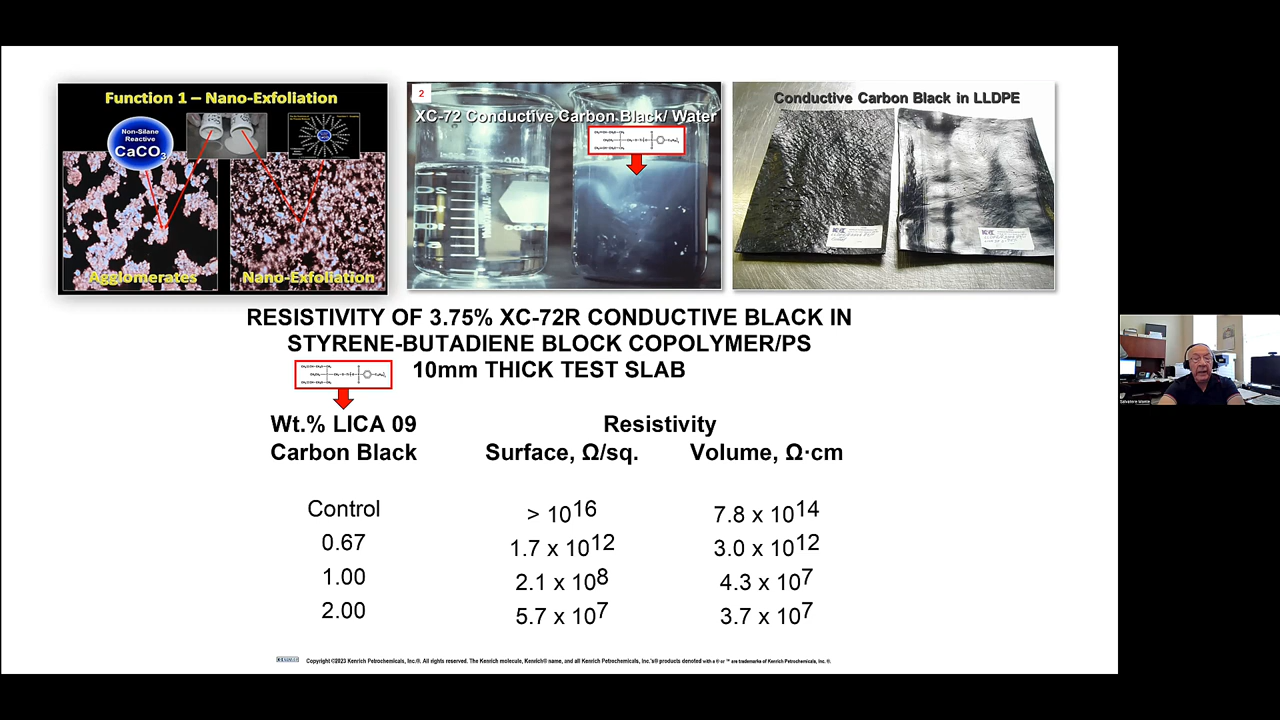 Function 1 – Nano-Exfoliation
Non-Silane
Reactive
CaCO3
Agglomerates
Nano-Exfoliation
2
XC-72 Conductive Carbon Black/ Water
Conductive Carbon Black in LLDPE
RESISTIVITY OF 3.75% XC-72R CONDUCTIVE BLACK IN
STYRENE-BUTADIENE BLOCK COPOLYMER/PS
10mm THICK TEST SLAB
Wt.% LICA 09 Resistivity
Carbon Black Surface, Ω/sq. Volume, Ω·cm
Control > 10^16 7.8 x 10^14
0.67 1.7 x 10^12 3.0 x 10^12
1.00 2.1 x 10^8 4.3 x 10^7
2.00 5.7 x 10^7 3.7 x 10^7
Copyright ©2023 Kenrich Petrochemicals, Inc.®. All rights reserved. The Kenrich molecule, Kenrich® name, and all Kenrich Petrochemicals, Inc.'s® products denoted with a ® or ™ are trademarks of Kenrich Petrochemicals, Inc. ®.
Salvatore Monte